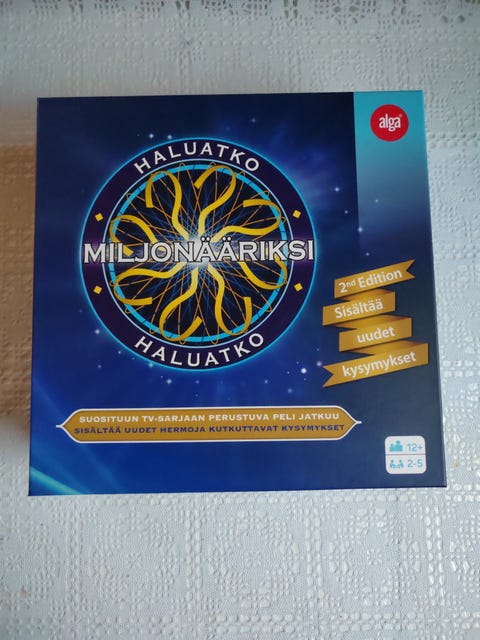 alga
HALUATKO
MILJONÄÄRIKSI
HALUATKO
2nd Edition
Sisältää
uudet
kysymykset
SUOSITUUN TV-SARJAAN PERUSTUVA PELI JATKUU
SISÄLTÄÄ UUDET HERMOJA KUTKUTTAVAT KYSYMYKSET
12+
2-5